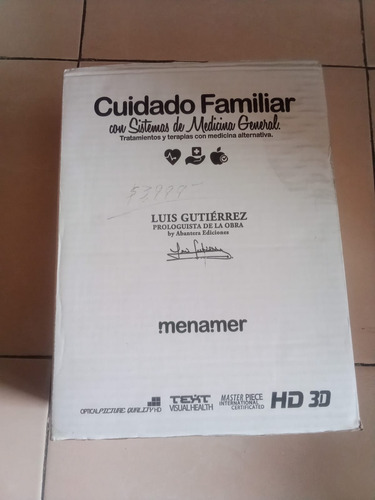 Cuidado Familiar
con Sistemas de Medicina General.
Tratamientos y terapias con medicina alternativa.
LUIS GUTIÉRREZ
PROLOGUISTA DE LA OBRA
by Abantera Ediciones
menamer
OPTICAL PICTURE QUALITY HD
TEXT
VISUAL HEALTH
MASTER PIECE
INTERNATIONAL
CERTIFICATED
HD 3D